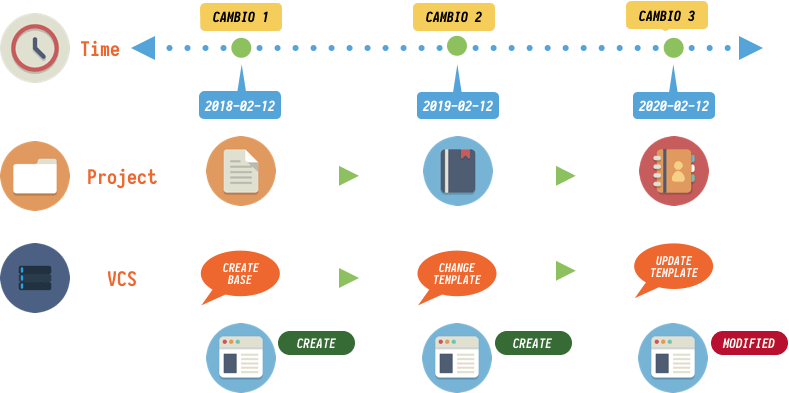 CAMBIO 1
CAMBIO 2
CAMBIO 3
Time
2018-02-12
2019-02-12
2020-02-12
Project
VCS
CREATE
BASE
CHANGE
TEMPLATE
UPDATE
TEMPLATE
CREATE
CREATE
MODIFIED